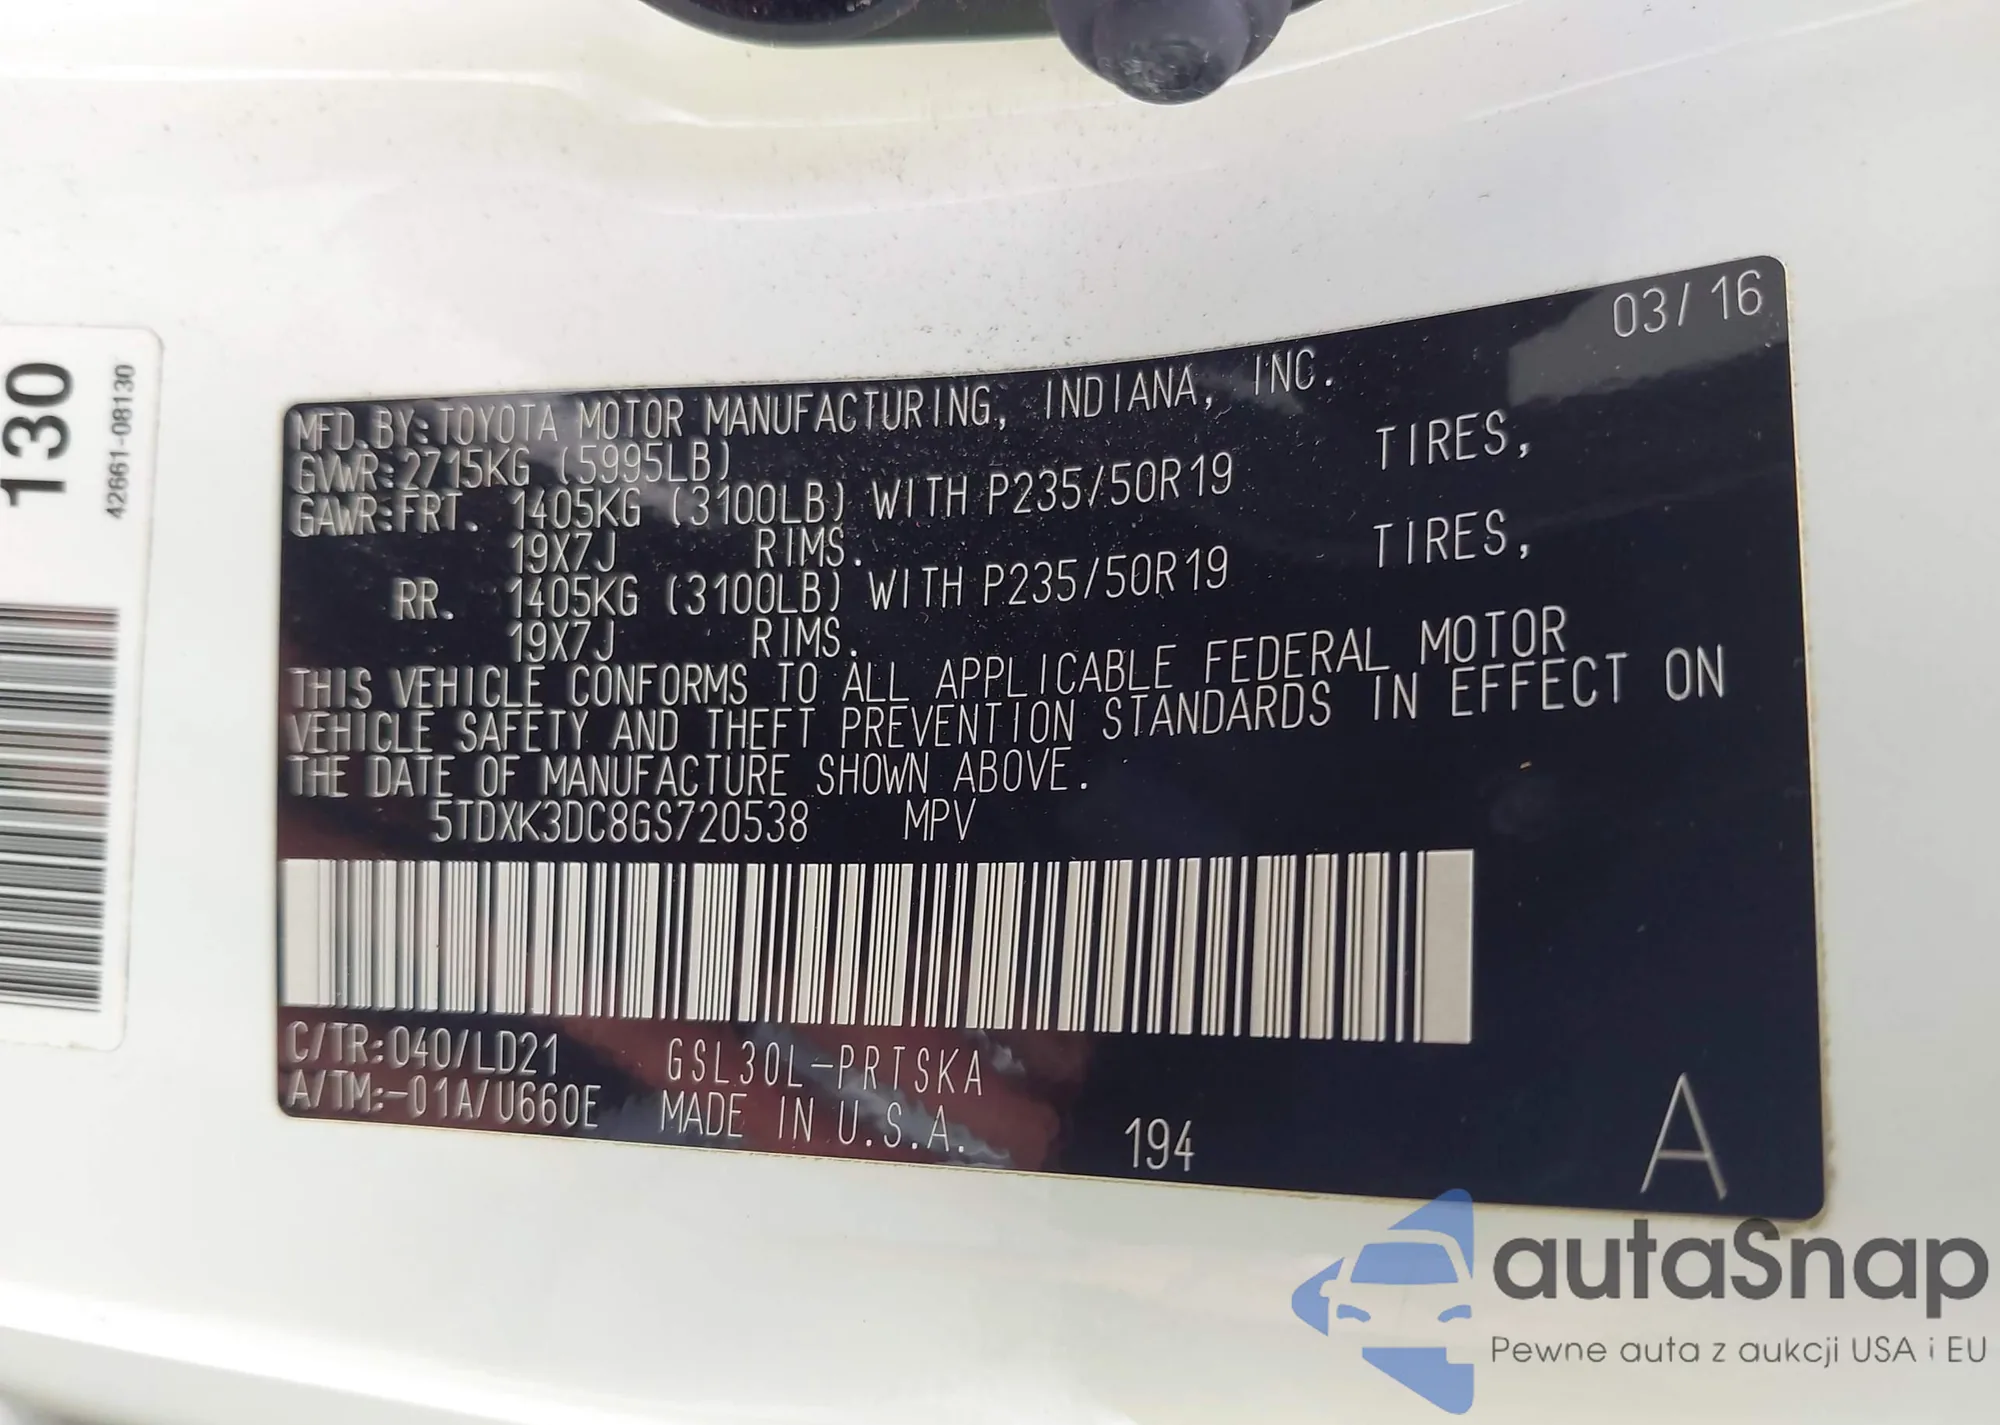 130
42661-08130
03/16
MFD.BY:TOYOTA MOTOR MANUFACTURING, INDIANA, INC.
GVWR:2715KG (5995LB)
GAWR:FRT. 1405KG (3100LB) WITH P235/50R19 TIRES,
19X7J RIMS.
RR. 1405KG (3100LB) WITH P235/50R19 TIRES,
19X7J RIMS.
THIS VEHICLE CONFORMS TO ALL APPLICABLE FEDERAL MOTOR
VEHICLE SAFETY AND THEFT PREVENTION STANDARDS IN EFFECT ON
THE DATE OF MANUFACTURE SHOWN ABOVE.
5TDXK3DC8GS720538 MPV
C/TR:040/LD21 GSL30L-PRTSKA
A/TM:-01A/U660E MADE IN U.S.A. 194
A
autaSnap
Pewne auta z aukcji USA i EU